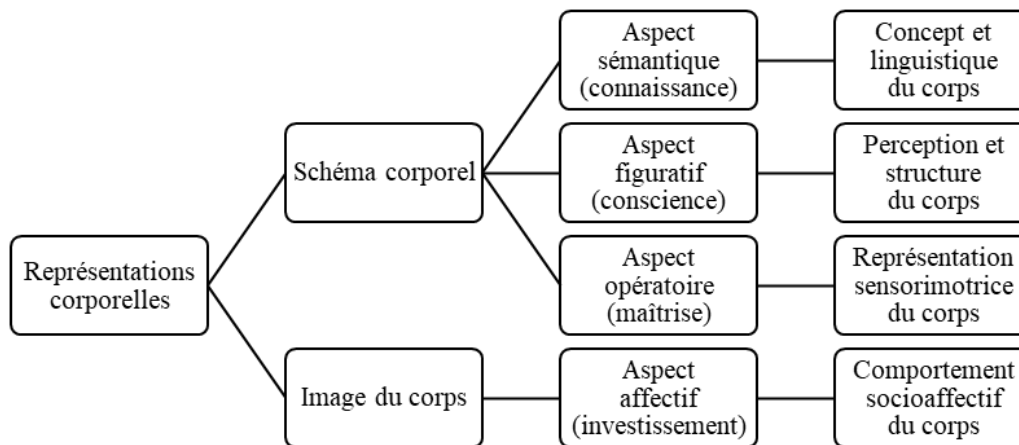 Représentations
corporelles
Schéma corporel
Image du corps
Aspect
sémantique
(connaissance)
Aspect
figuratif
(conscience)
Aspect
opératoire
(maîtrise)
Aspect
affectif
(investissement)
Concept et
linguistique
du corps
Perception et
structure
du corps
Représentation
sensorimotrice
du corps
Comportement
socioaffectif
du corps